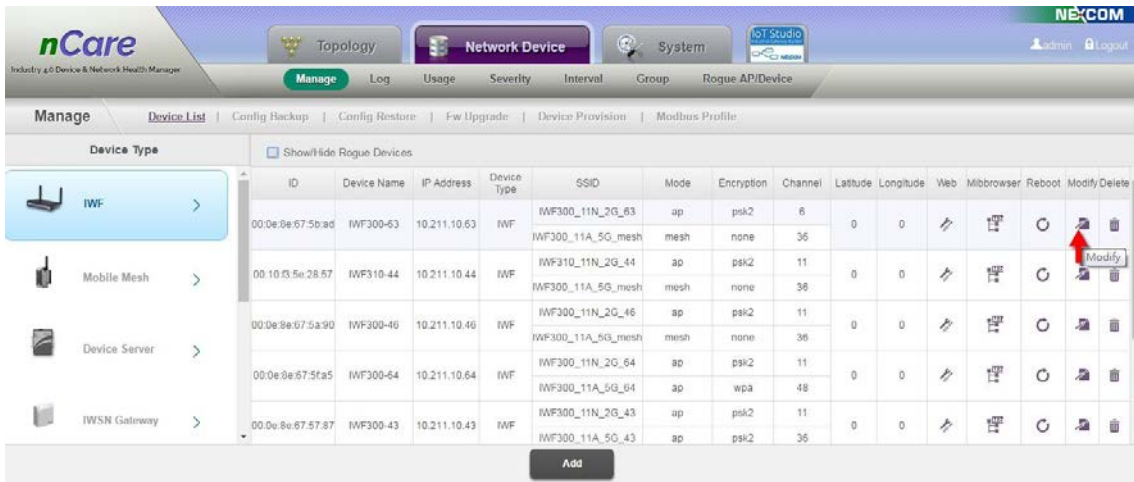 NEXCOM
nCare
Industry 4.0 Device & Network Health Manager
Topology
Network Device
System
IoT Studio
NEXCOM
admin
Logout
Manage
Log
Usage
Severity
Interval
Group
Rogue AP/Device
Manage
Device List | Config Backup | Config Restore | Fw Upgrade | Device Provision | Modbus Profile
Device Type
Show/Hide Rogue Devices
IWF
Mobile Mesh
Device Server
IWSN Gateway
ID Device Name IP Address Device Type SSID Mode Encryption Channel Latitude Longitude Web Mibbrowser Reboot Modify Delete
00:0e:8e:67:5b:ad IWF300-63 10.211.10.63 IWF IWF300_11N_2G_63 ap psk2 6 0 0
IWF300_11A_5G_mesh mesh none 36
Modify
00:10:f3:5e:28:57 IWF310-44 10.211.10.44 IWF IWF310_11N_2G_44 ap psk2 11 0 0
IWF300_11A_5G_mesh mesh none 36
00:0e:8e:67:5a:90 IWF300-46 10.211.10.46 IWF IWF300_11N_2G_46 ap psk2 11 0 0
IWF300_11A_5G_mesh mesh none 36
00:0e:8e:67:5f:a5 IWF300-64 10.211.10.64 IWF IWF300_11N_2G_64 ap psk2 11 0 0
IWF300_11A_5G_64 ap wpa 48
00:0e:8e:67:57:87 IWF300-43 10.211.10.43 IWF IWF300_11N_2G_43 ap psk2 11 0 0
IWF300_11A_5G_43 ap psk2 36
Add